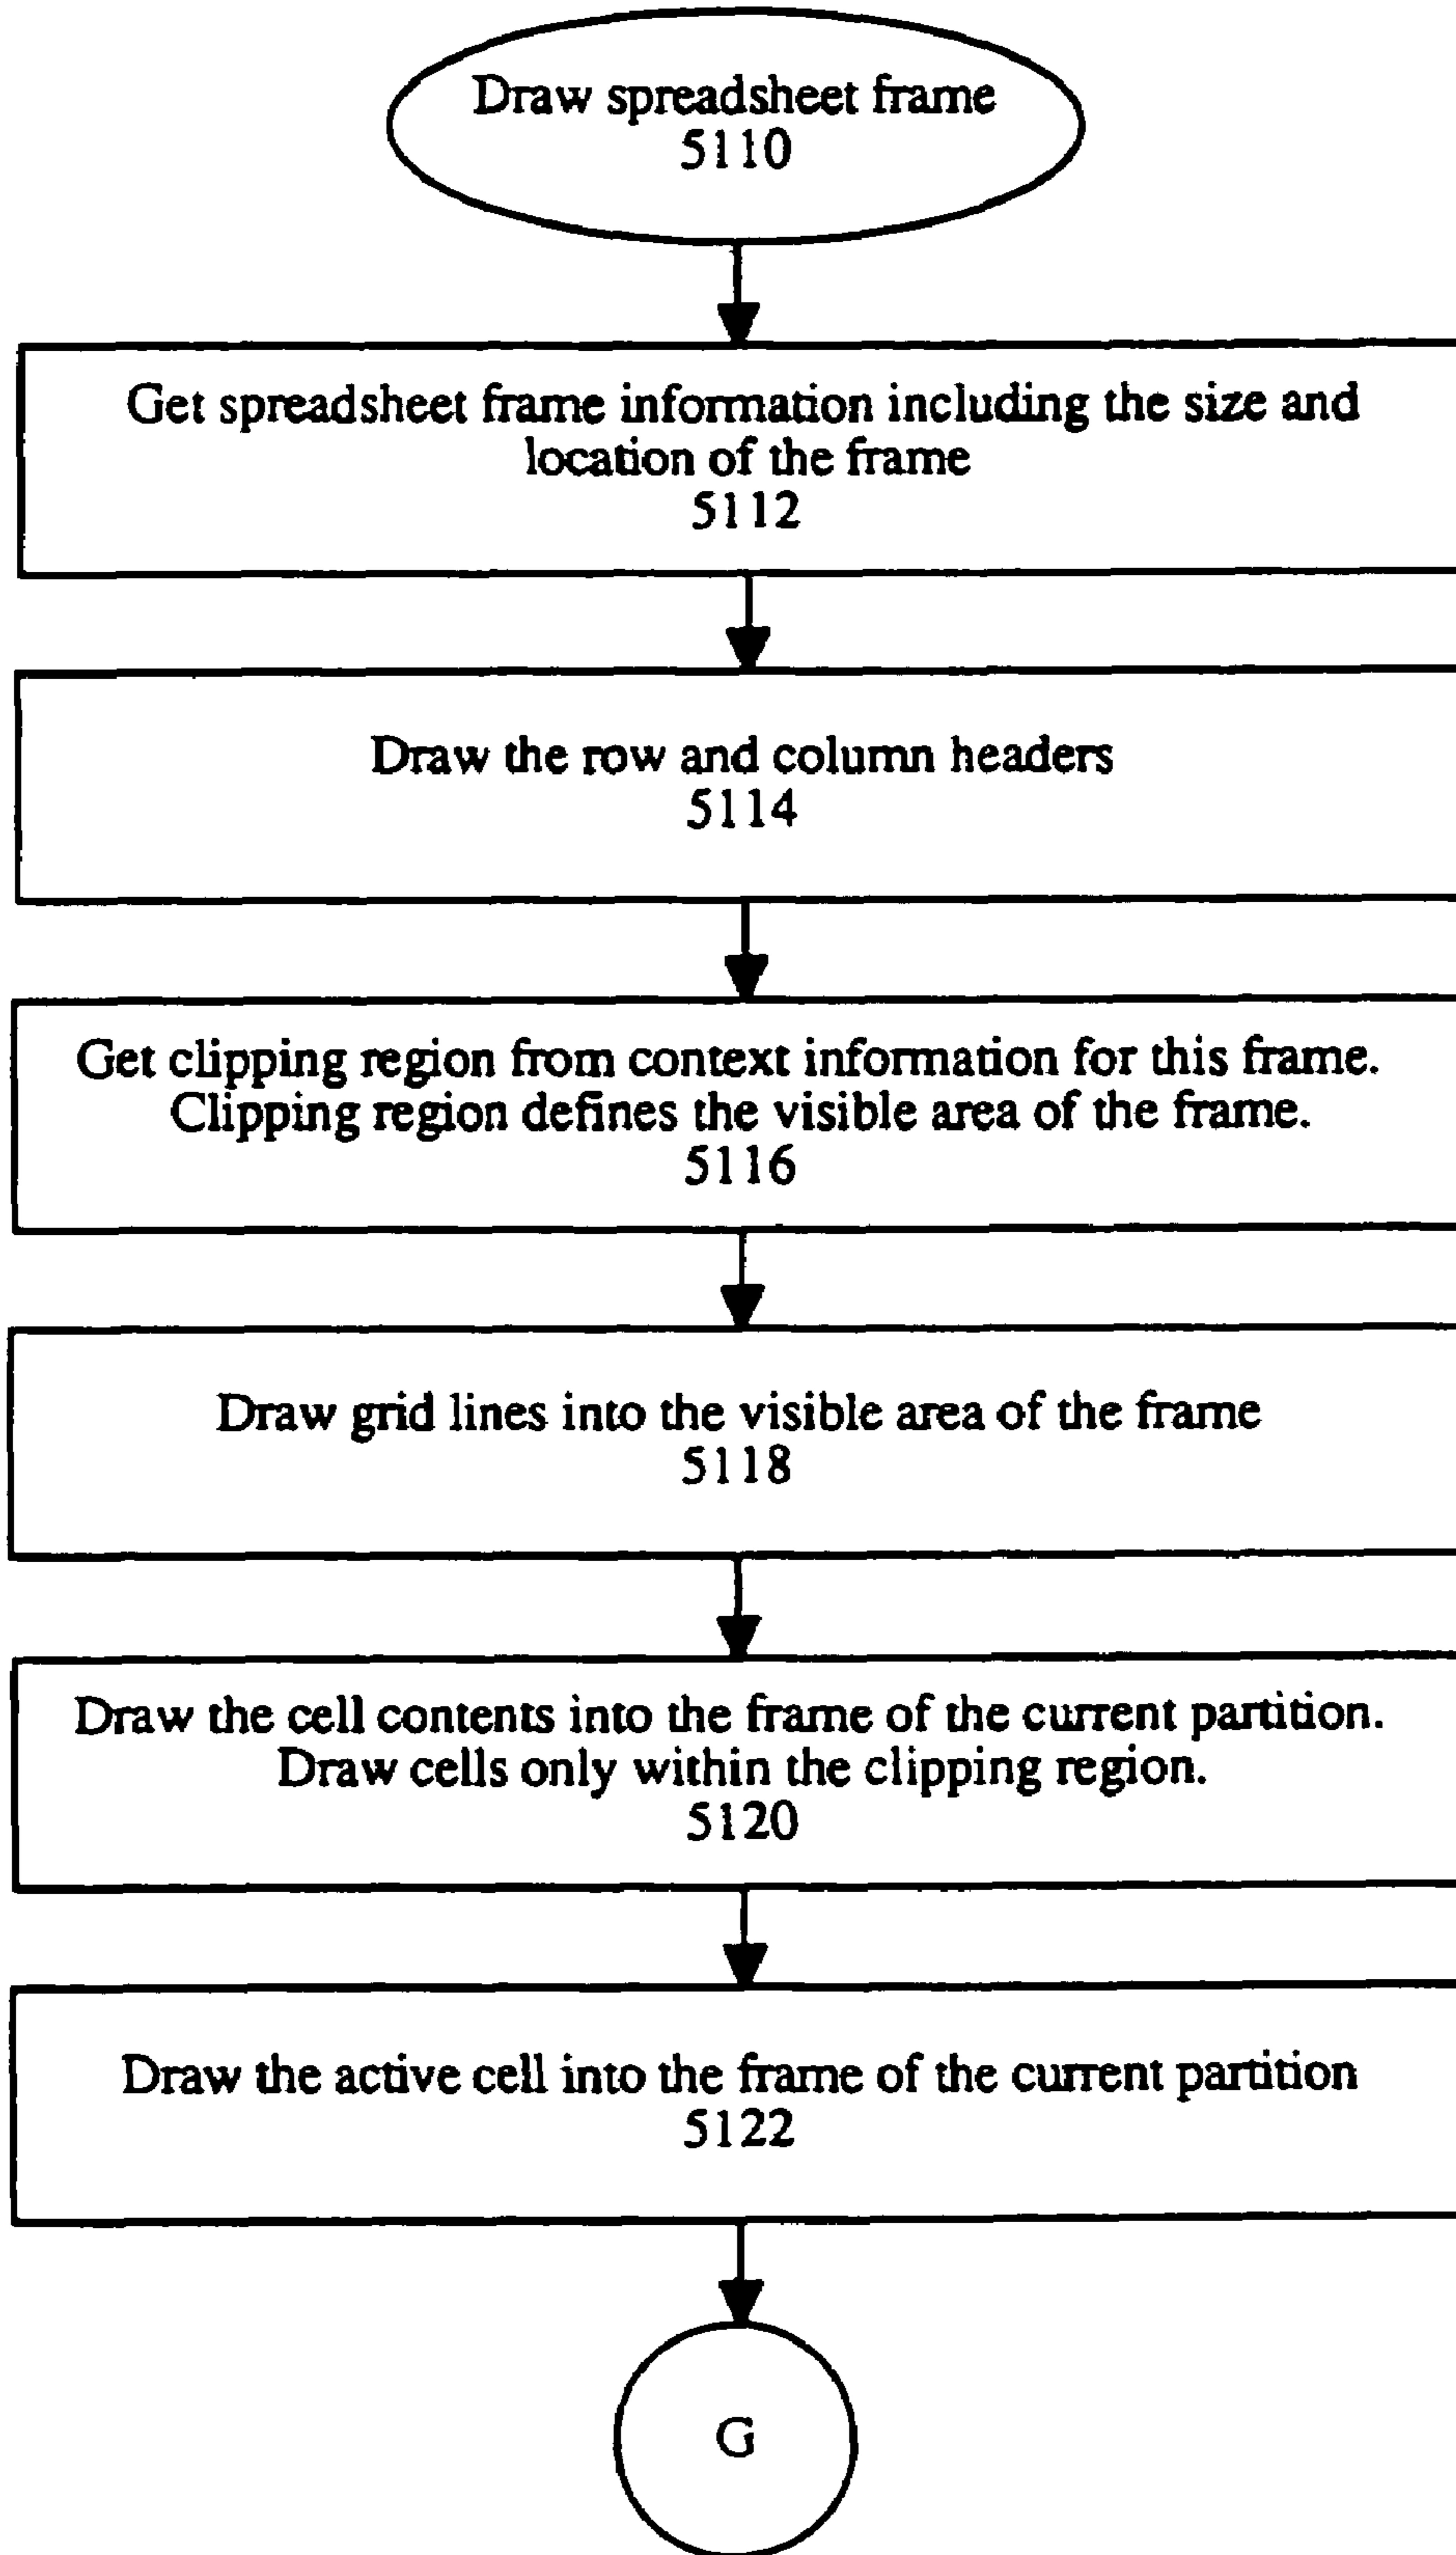 Draw spreadsheet frame
5110
Get spreadsheet frame information including the size and
location of the frame
5112
Draw the row and column headers
5114
Get clipping region from context information for this frame.
Clipping region defines the visible area of the frame.
5116
Draw grid lines into the visible area of the frame
5118
Draw the cell contents into the frame of the current partition.
Draw cells only within the clipping region.
5120
Draw the active cell into the frame of the current partition
5122
G